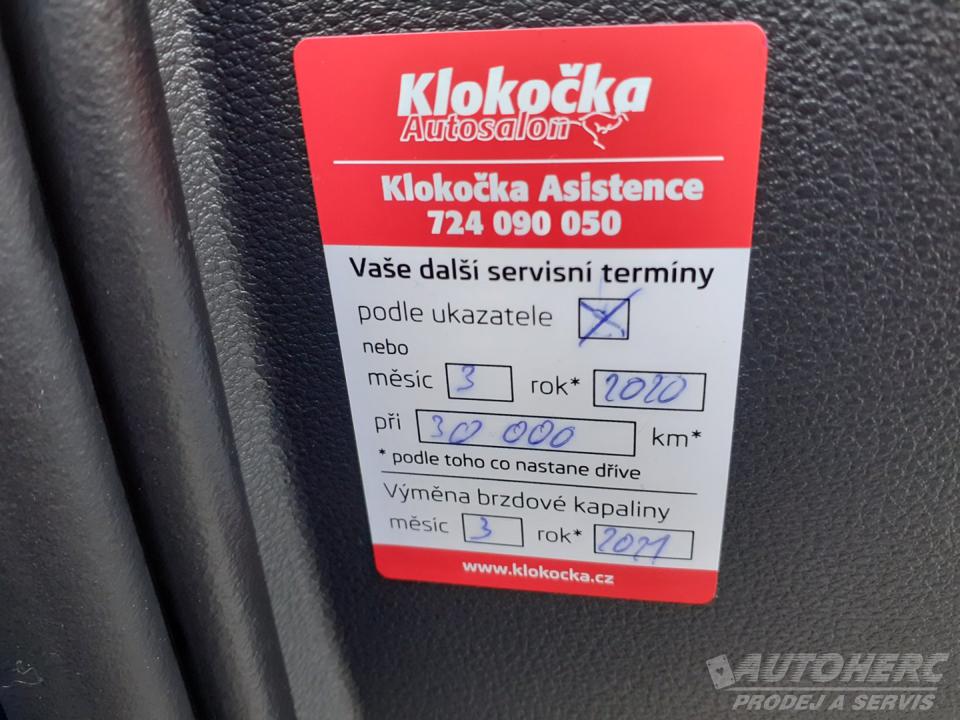 Klokočka
Autosalon
Klokočka Asistence
724 090 050
Vaše další servisní termíny
podle ukazatele
nebo
měsíc 3 rok* 2020
při 30 000 km*
* podle toho co nastane dříve
Výměna brzdové kapaliny
měsíc 3 rok* 2021
www.klokocka.cz
AUTOHERC
PRODEJ A SERVIS